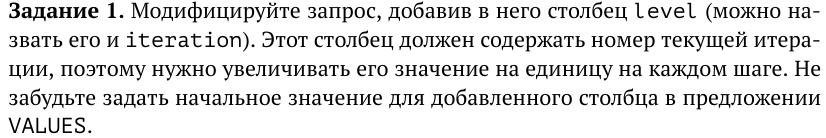 Задание 1. Модифицируйте запрос, добавив в него столбец level (можно на-
звать его и iteration). Этот столбец должен содержать номер текущей итера-
ции, поэтому нужно увеличивать его значение на единицу на каждом шаге. Не
забудьте задать начальное значение для добавленного столбца в предложении
VALUES.